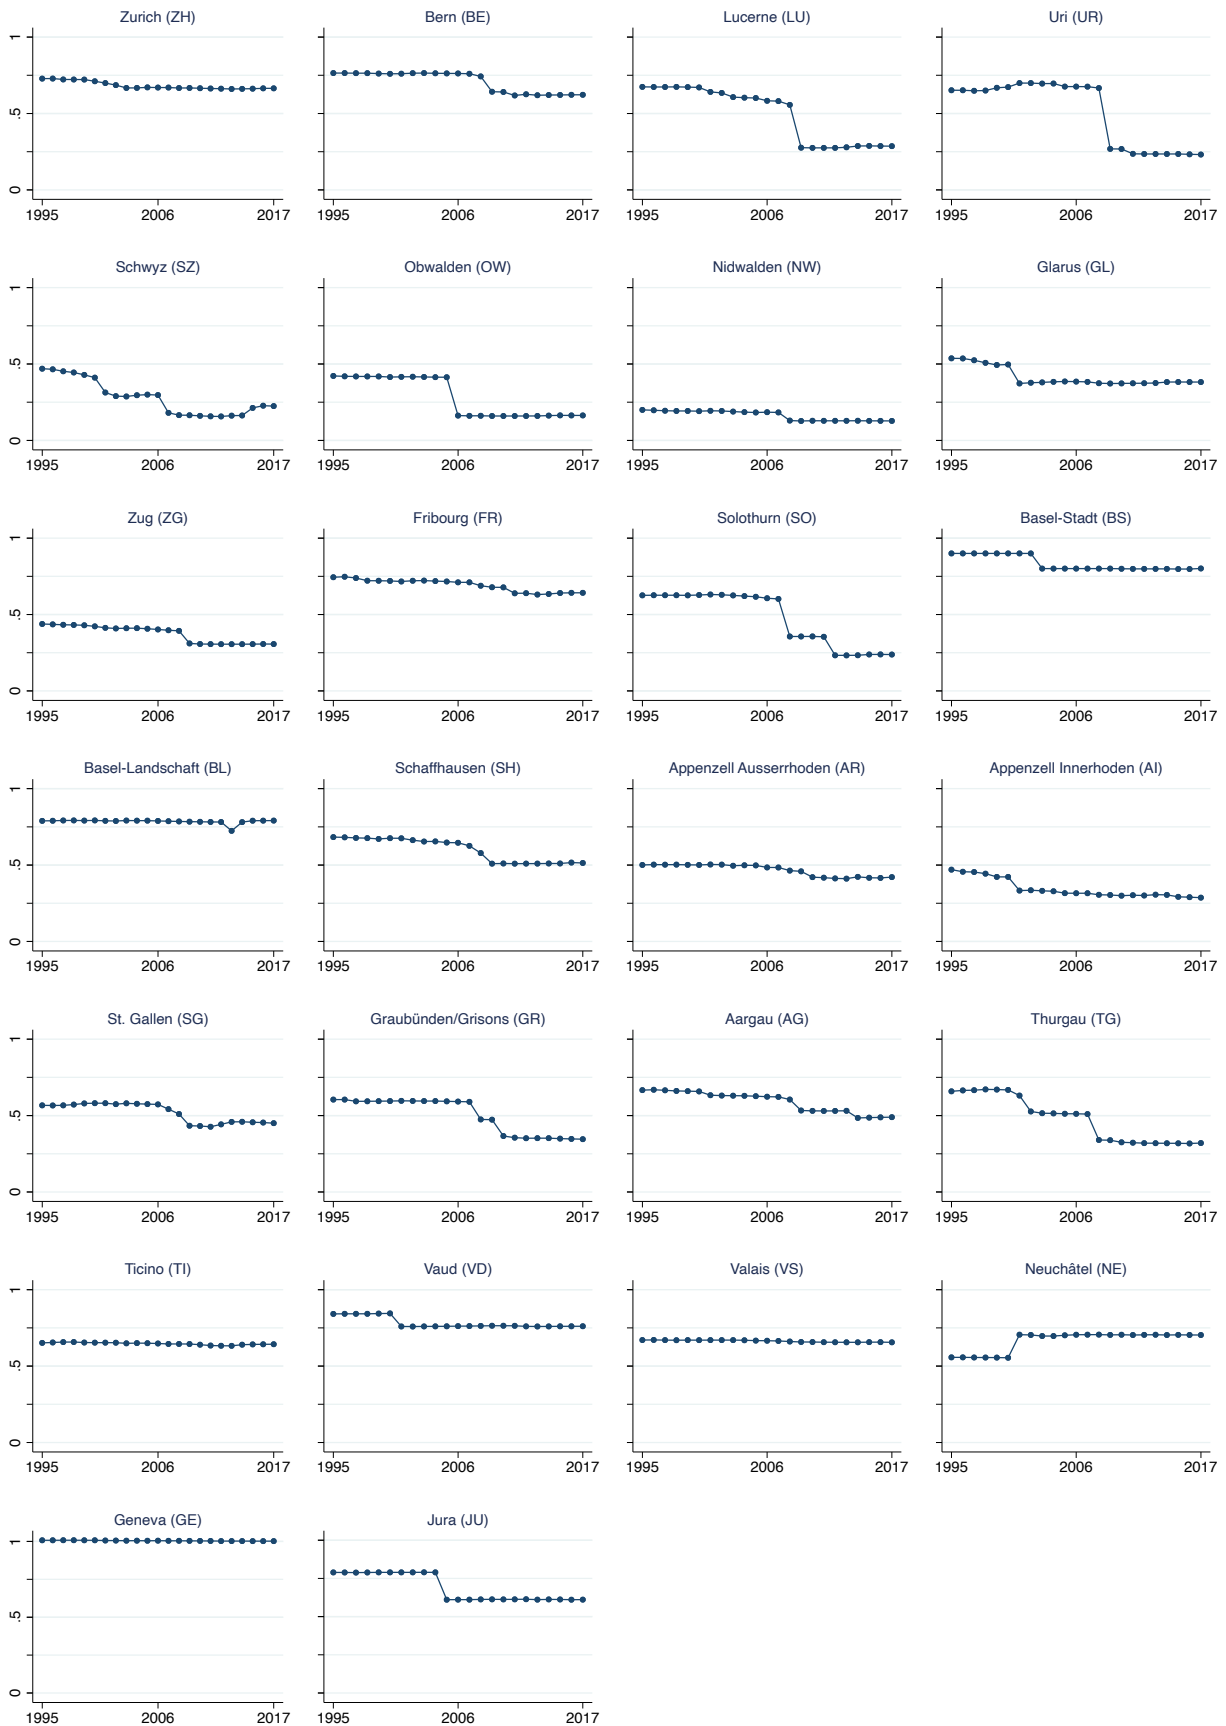 Zurich (ZH) Bern (BE) Lucerne (LU) Uri (UR)
1
.5
0
1995 2006 2017 1995 2006 2017 1995 2006 2017 1995 2006 2017
Schwyz (SZ) Obwalden (OW) Nidwalden (NW) Glarus (GL)
1
.5
0
1995 2006 2017 1995 2006 2017 1995 2006 2017 1995 2006 2017
Zug (ZG) Fribourg (FR) Solothurn (SO) Basel-Stadt (BS)
1
.5
0
1995 2006 2017 1995 2006 2017 1995 2006 2017 1995 2006 2017
Basel-Landschaft (BL) Schaffhausen (SH) Appenzell Ausserrhoden (AR) Appenzell Innerhoden (AI)
1
.5
0
1995 2006 2017 1995 2006 2017 1995 2006 2017 1995 2006 2017
St. Gallen (SG) Graubünden/Grisons (GR) Aargau (AG) Thurgau (TG)
1
.5
0
1995 2006 2017 1995 2006 2017 1995 2006 2017 1995 2006 2017
Ticino (TI) Vaud (VD) Valais (VS) Neuchâtel (NE)
1
.5
0
1995 2006 2017 1995 2006 2017 1995 2006 2017 1995 2006 2017
Geneva (GE) Jura (JU)
1
.5
0
1995 2006 2017 1995 2006 2017